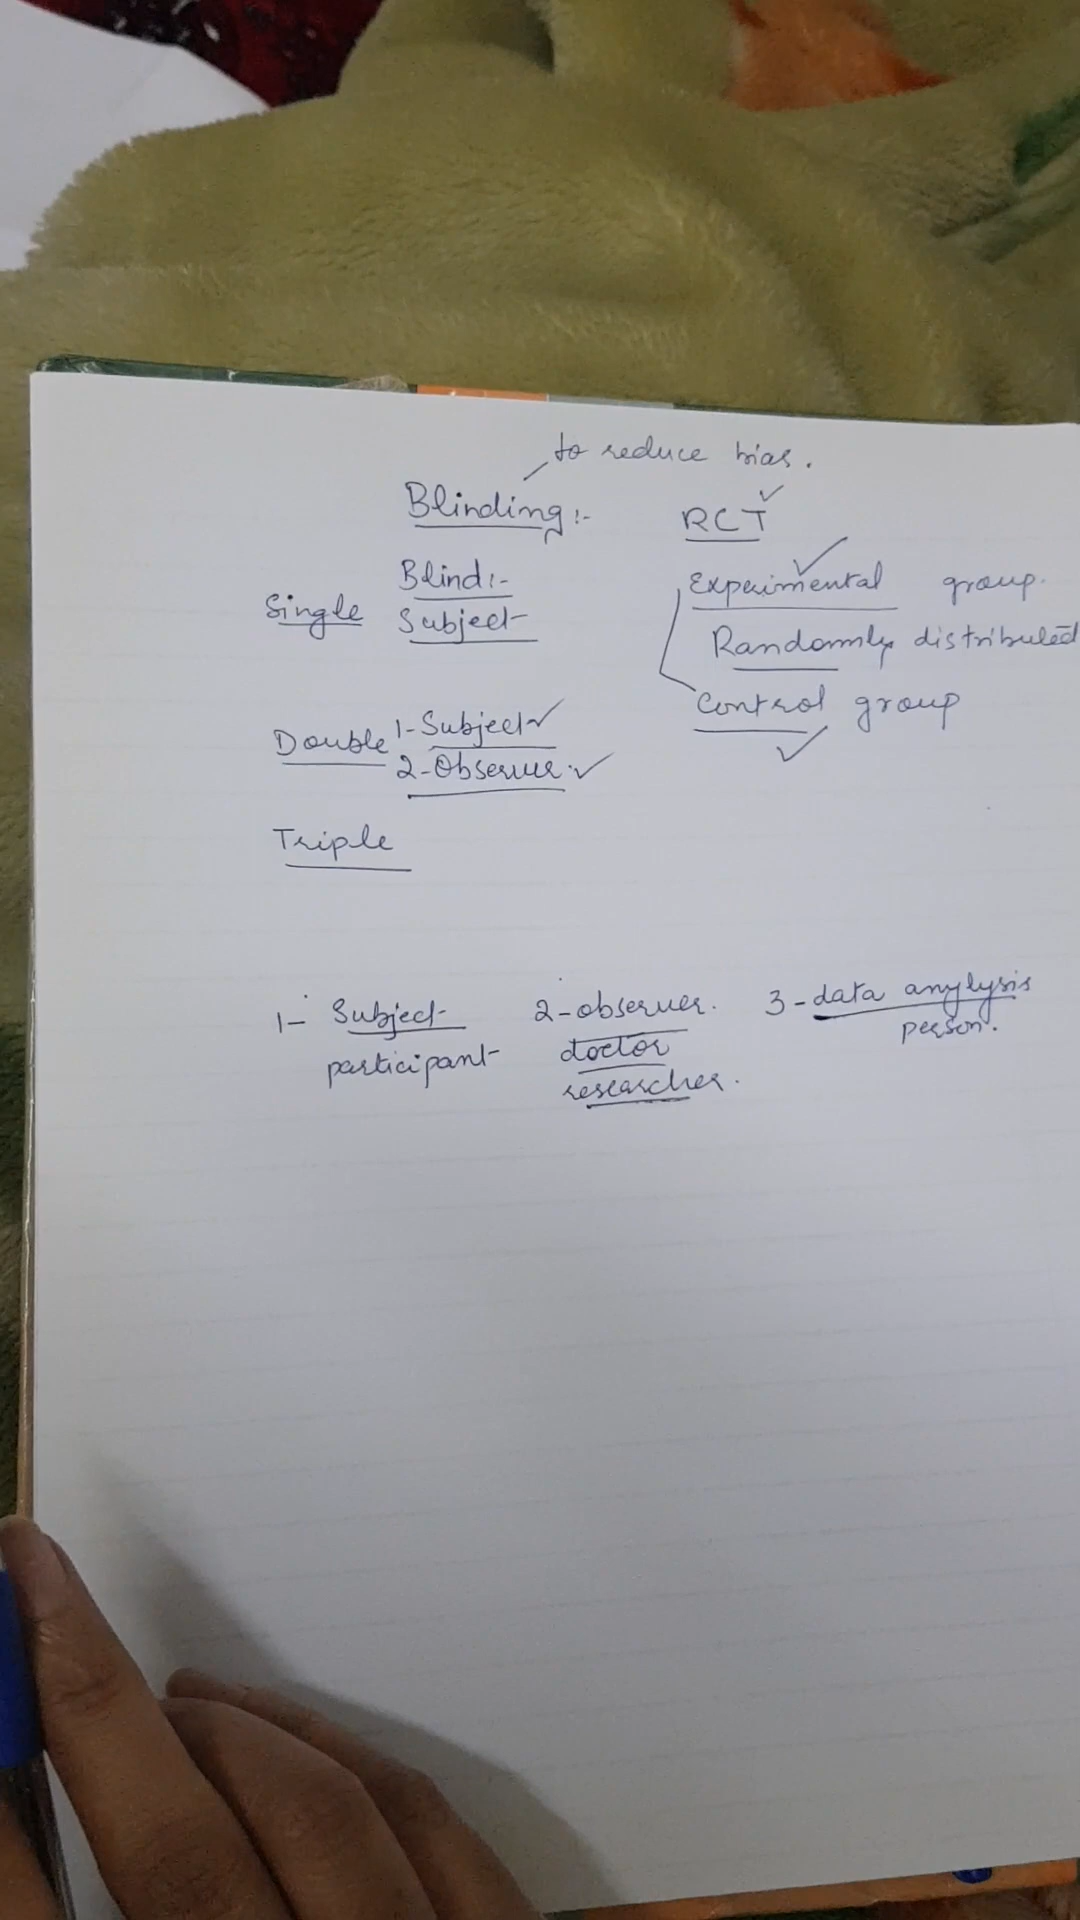 to reduce bias.
Blinding :-
RCT
Single
Blind :-
Subject
Experimental group.
Randomly distributed
Control group
Double
1-Subject
2-Observer.
Triple
1- Subject
participant
2-observer.
doctor
researcher.
3-data anylysis
person.